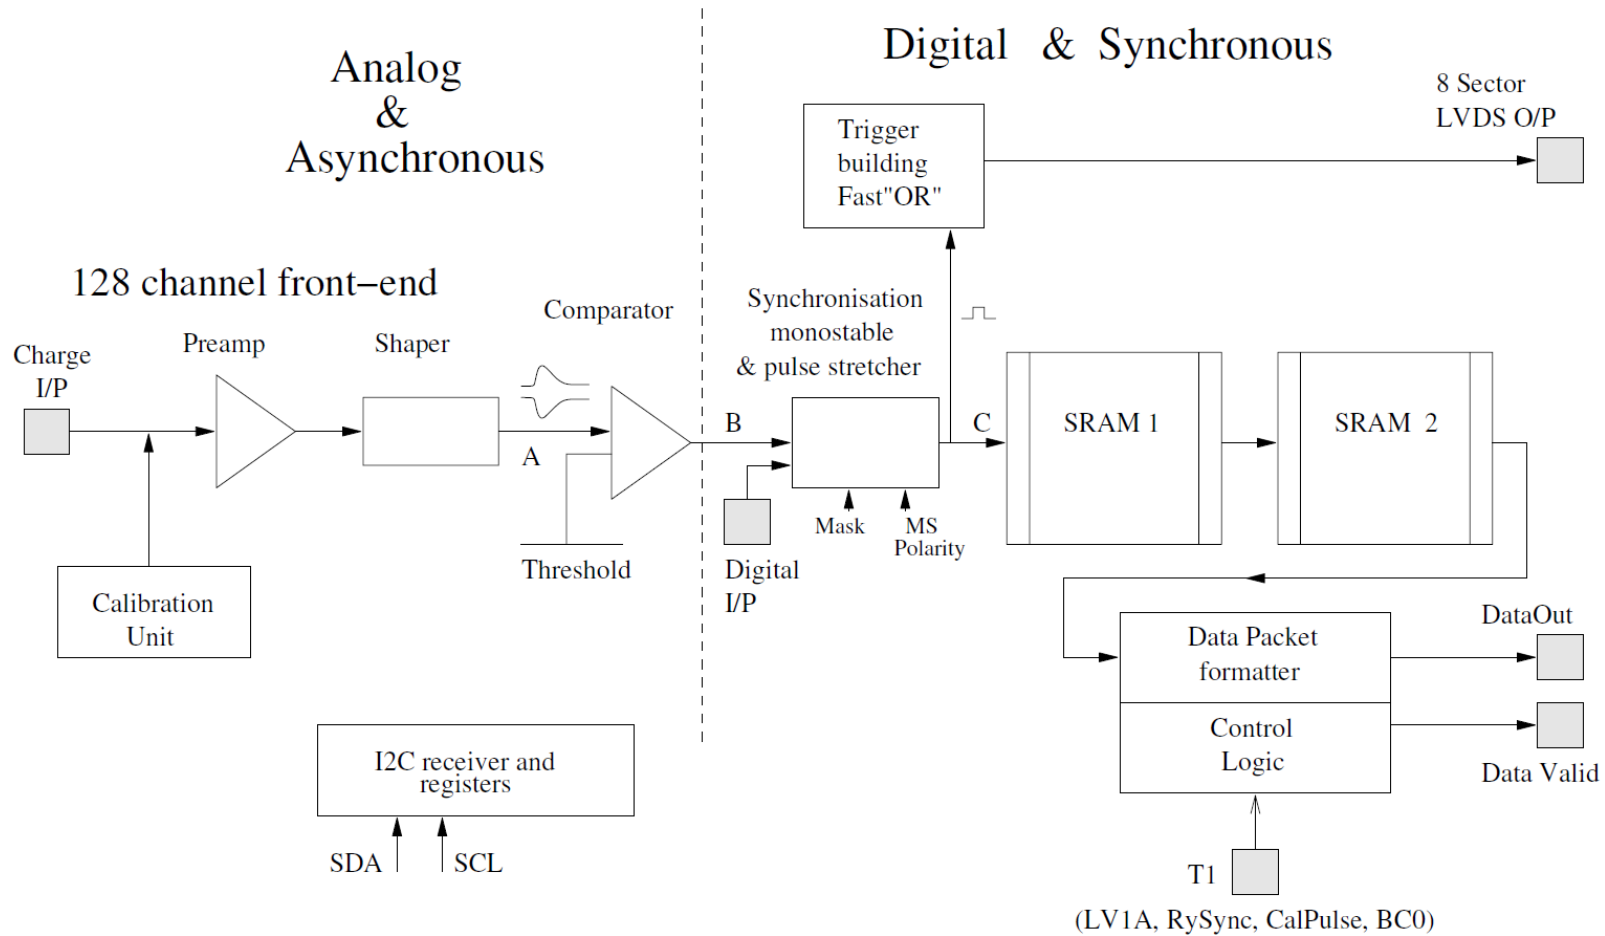 Analog
&
Asynchronous
Digital & Synchronous
8 Sector
LVDS O/P
Trigger
building
Fast"OR"
128 channel front-end
Charge
I/P
Preamp
Shaper
Comparator
Synchronisation
monostable
& pulse stretcher
A
B
C
SRAM 1
SRAM 2
Threshold
Digital
I/P
Mask
MS
Polarity
Calibration
Unit
Data Packet
formatter
Control
Logic
DataOut
Data Valid
I2C receiver and
registers
SDA
SCL
T1
(LV1A, RySync, CalPulse, BC0)